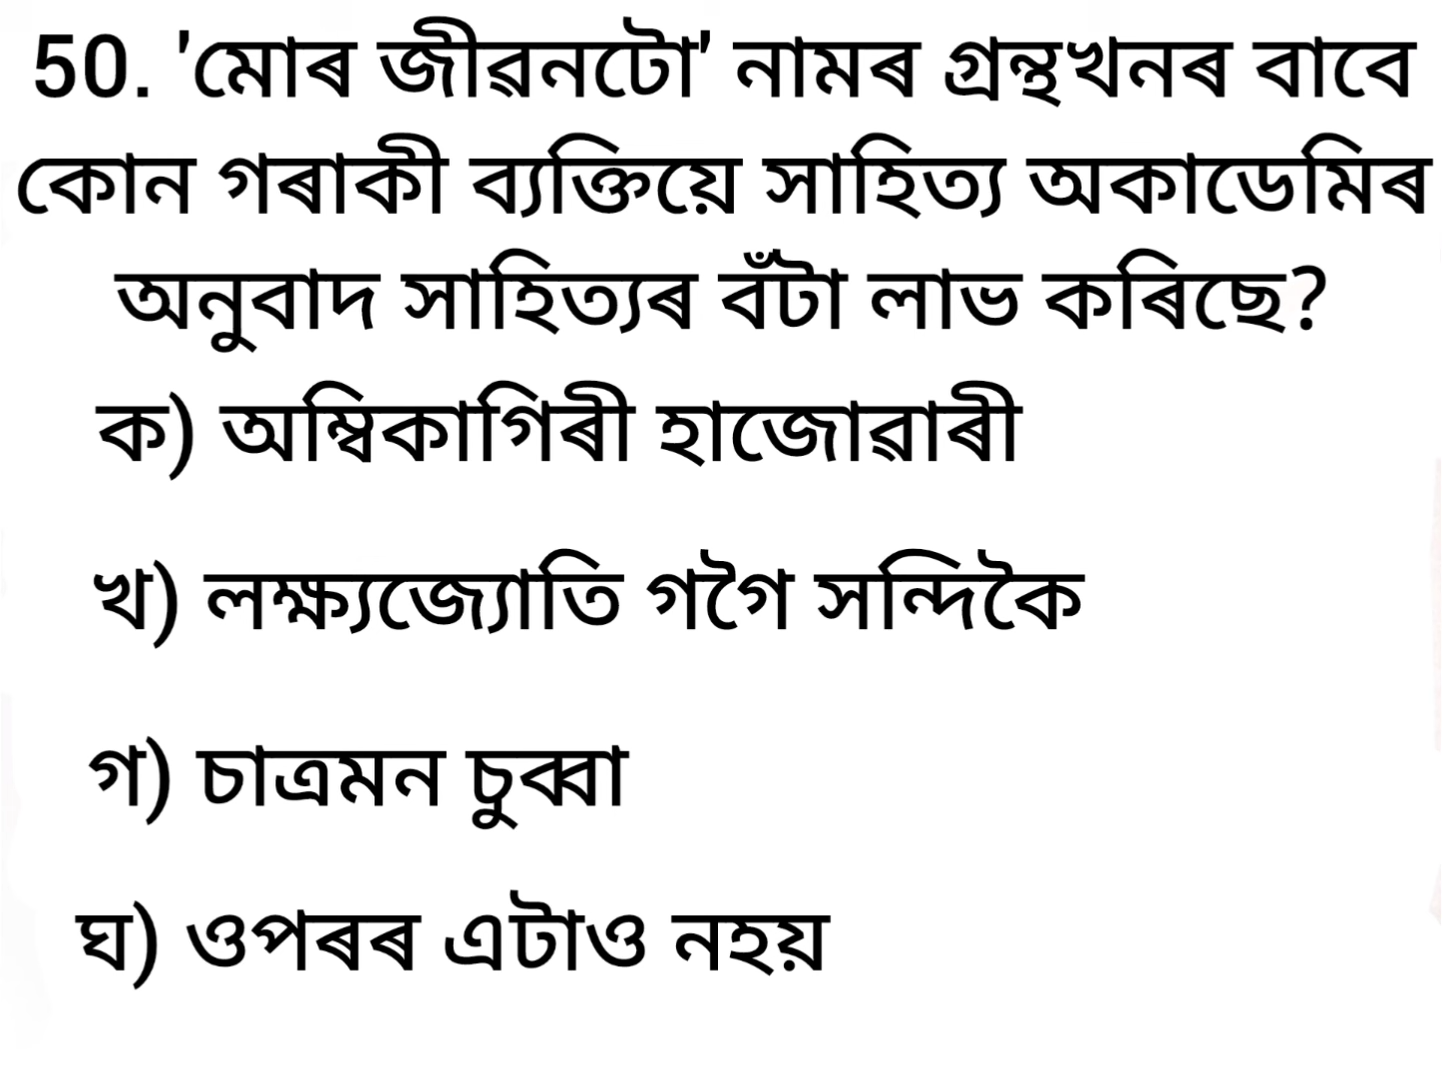 50. 'মোৰ জীৱনটো' নামৰ গ্ৰন্থখনৰ বাবে
কোন গৰাকী ব্যক্তিয়ে সাহিত্য অকাডেমিৰ
অনুবাদ সাহিত্যৰ বঁটা লাভ কৰিছে?
ক) অম্বিকাগিৰী হাজোৱাৰী
খ) লক্ষ্যজ্যোতি গগৈ সন্দিকৈ
গ) চাত্ৰমন চুব্বা
ঘ) ওপৰৰ এটাও নহয়